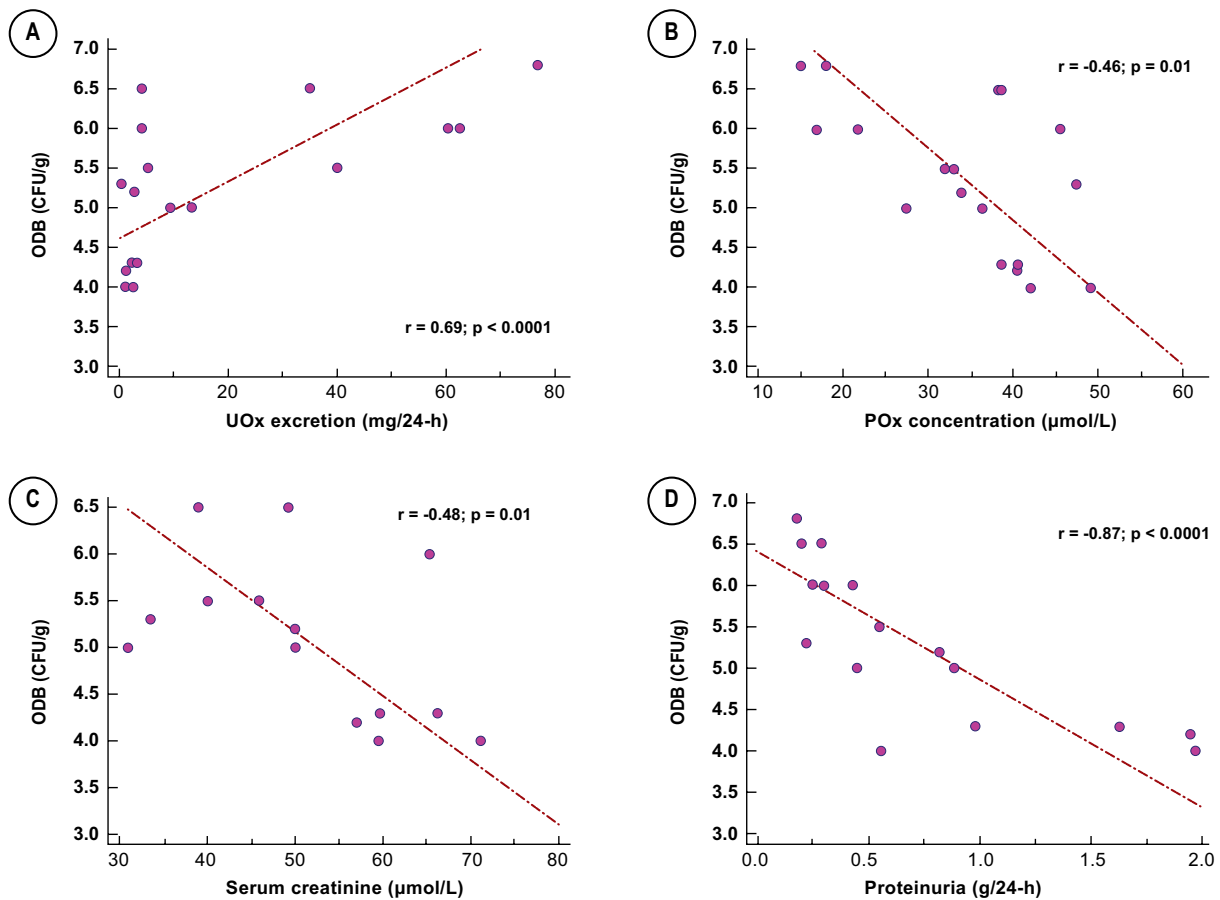 A
7.0
6.5
6.0
5.5
5.0
4.5
4.0
3.5
3.0
ODB (CFU/g)
r = 0.69; p < 0.0001
0 20 40 60 80
UOx excretion (mg/24-h)
B
7.0
6.5
6.0
5.5
5.0
4.5
4.0
3.5
3.0
ODB (CFU/g)
r = -0.46; p = 0.01
10 20 30 40 50 60
POx concentration (µmol/L)
C
6.5
6.0
5.5
5.0
4.5
4.0
3.5
3.0
ODB (CFU/g)
r = -0.48; p = 0.01
30 40 50 60 70 80
Serum creatinine (µmol/L)
D
7.0
6.5
6.0
5.5
5.0
4.5
4.0
3.5
3.0
ODB (CFU/g)
r = -0.87; p < 0.0001
0.0 0.5 1.0 1.5 2.0
Proteinuria (g/24-h)